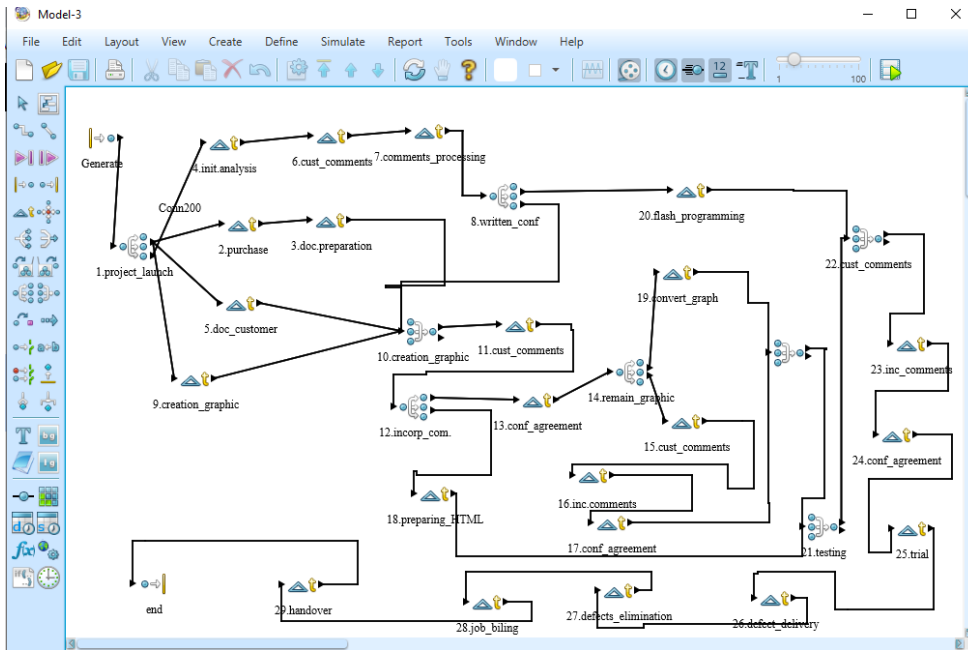 Model-3
File Edit Layout View Create Define Simulate Report Tools Window Help
12
1 100
Generate
4.init.analysis
6.cust_comments
7.comments_processing
Conn200
8.written_conf
20.flash_programming
1.project_launch
2.purchase
3.doc.preparation
22.cust_comments
19.convert_graph
5.doc_customer
10.creation_graphic
11.cust_comments
23.inc_comments
9.creation_graphic
14.remain_graphic
12.incorp_com.
13.conf_agreement
15.cust_comments
24.conf_agreement
16.inc.comments
18.preparing_HTML
17.conf_agreement
21.testing
25.trial
end
29.handover
28.job_biling
27.defects_elimination
26.defect_delivery
T
bg
f(x)